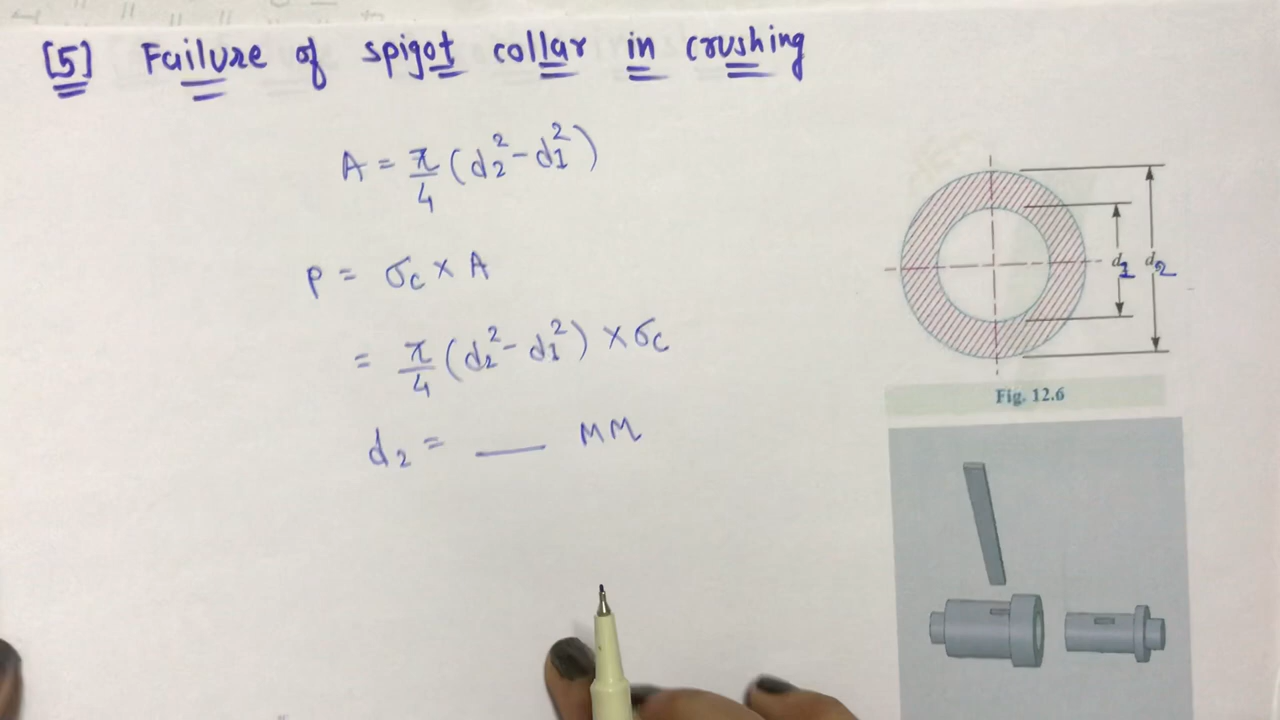 [5] Failure of spigot collar in crushing
A = π/4 (d₂² - d₁²)
P = σc × A
= π/4 (d₂² - d₁²) × σc
d₂ = ___ MM
d1 d2
Fig. 12.6